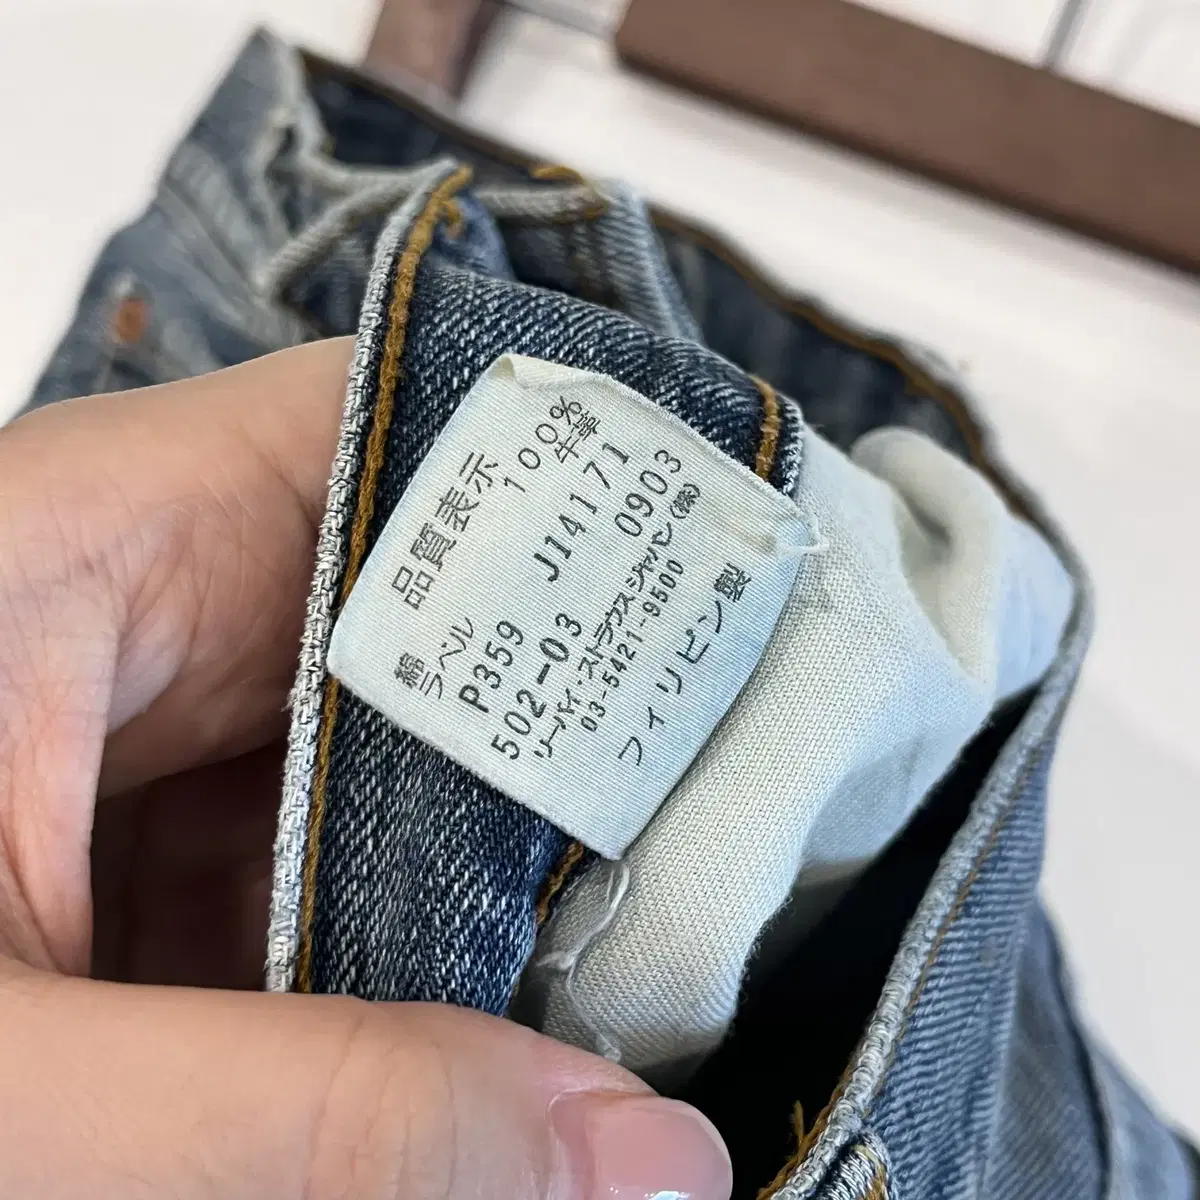 品質表示
綿 100%
ラベル 牛革
P359 J14171
502-03 0903
リーバイ・ストラウス ジャパン(株)
03-5421-9500
フィリピン製